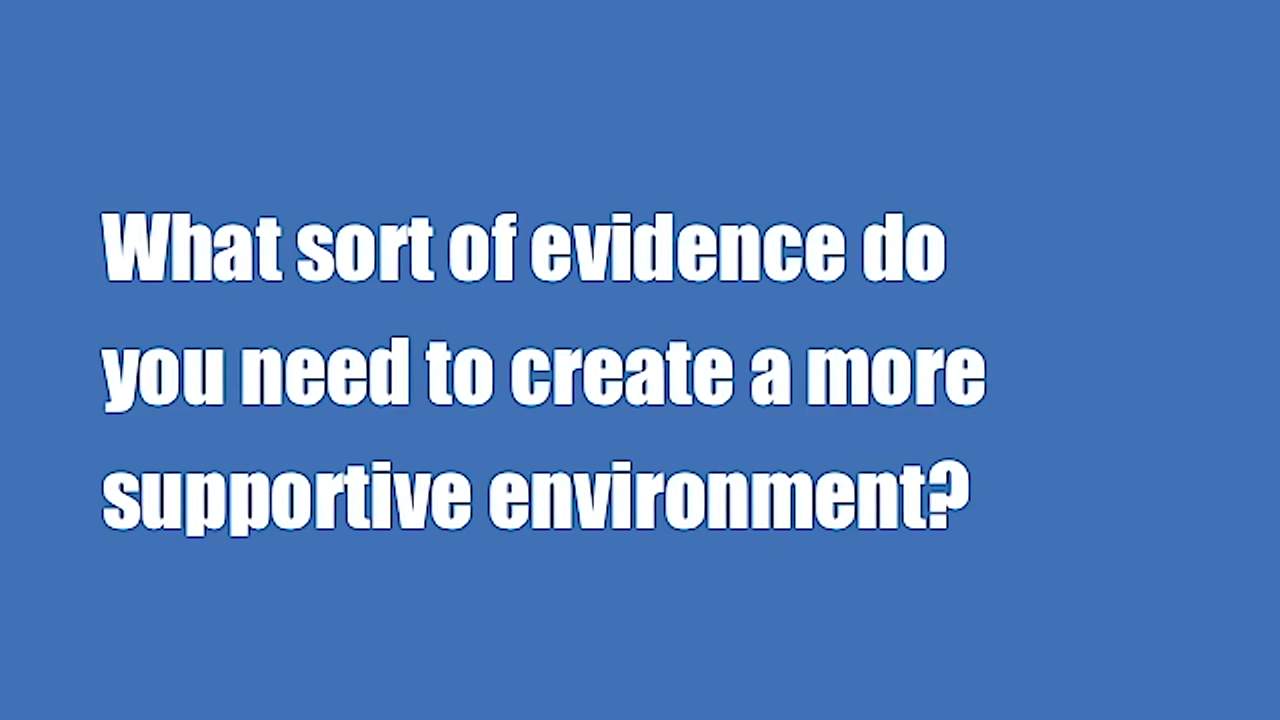 What sort of evidence do
you need to create a more
supportive environment?